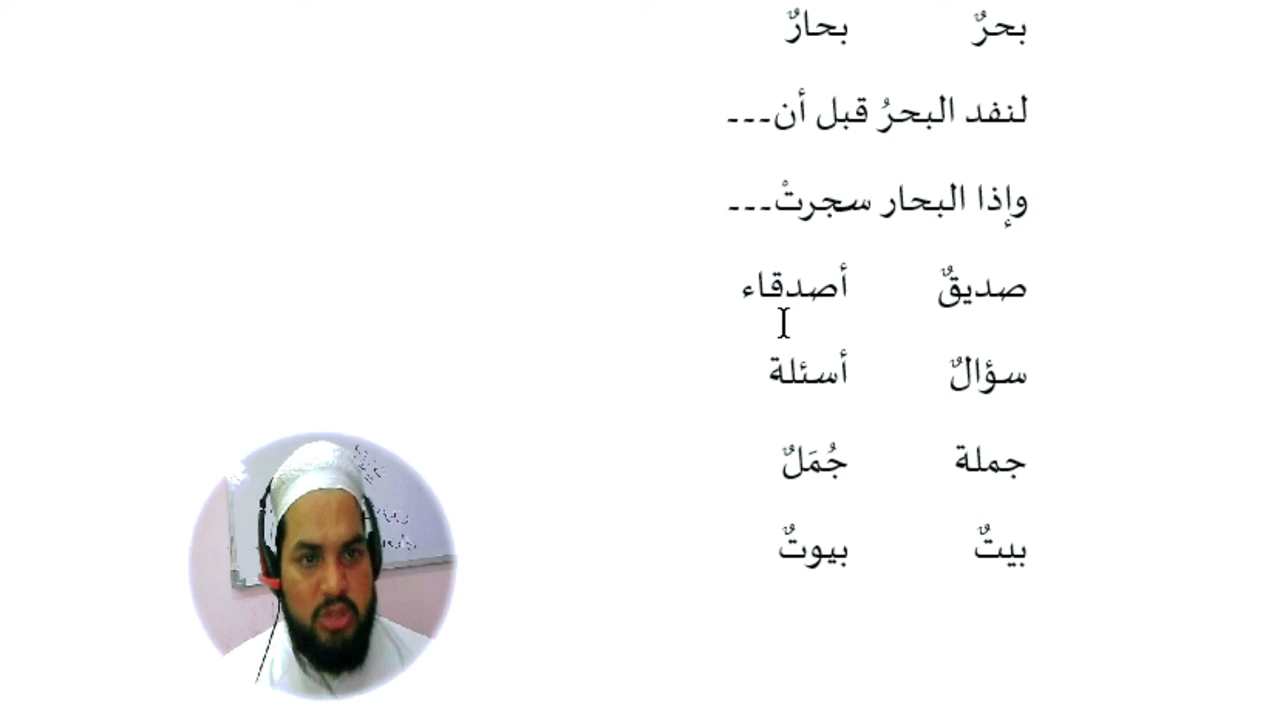 بحرٌ بحارٌ
لنفد البحرُ قبل أن---
وإذا البحار سجرتْ---
صديقٌ أصدقاء
سؤالٌ أسئلة
جملة جُمَلٌ
بيتٌ بيوتٌ